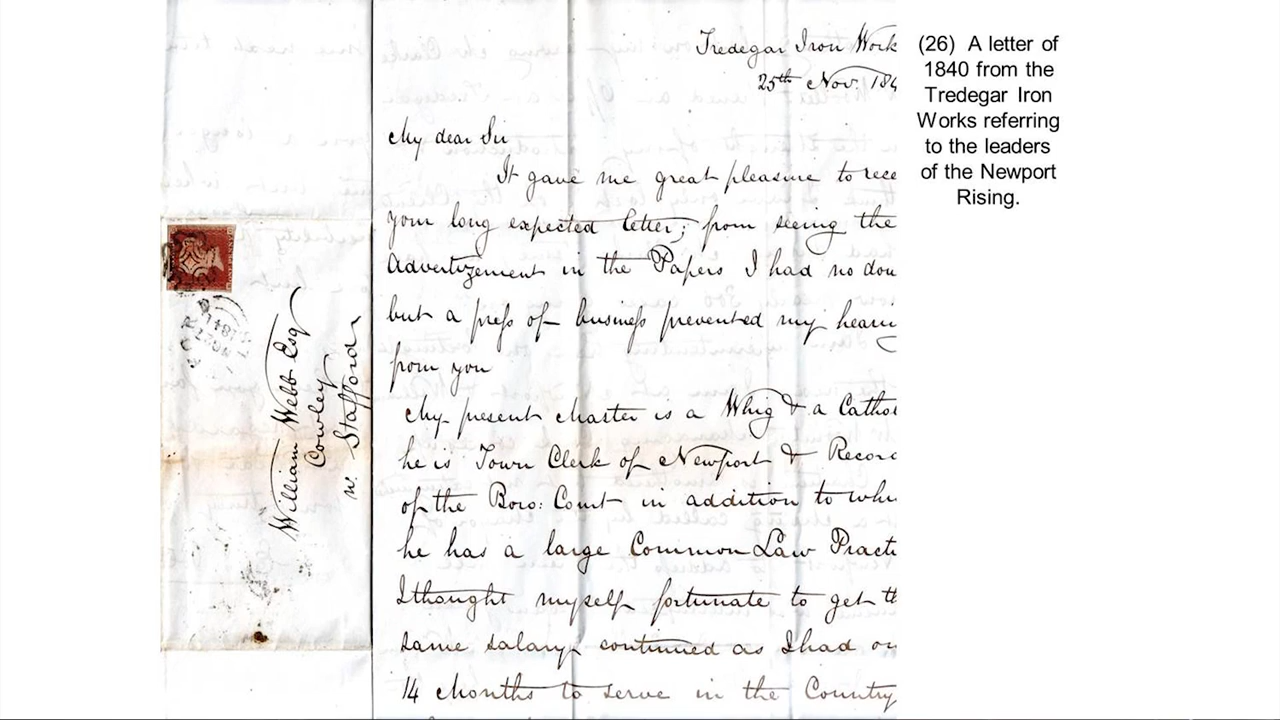 Tredegar Iron Work
25th Nov. 184
My dear Sir
It gave me great pleasure to rece
your long expected letter; from seeing the
Advertizement in the Papers I had no dou
but a press of business prevented my hearin
from you
My present Master is a Whig & a Cathol
he is Town Clerk of Newport & Recor
of the Boro: Court in addition to whi
he has a large Common Law Practi
I thought myself fortunate to get th
same salary continued as I had on
14 Months to serve in the Country
William Webb Esq
Cowley
nr Stafford
(26) A letter of
1840 from the
Tredegar Iron
Works referring
to the leaders
of the Newport
Rising.